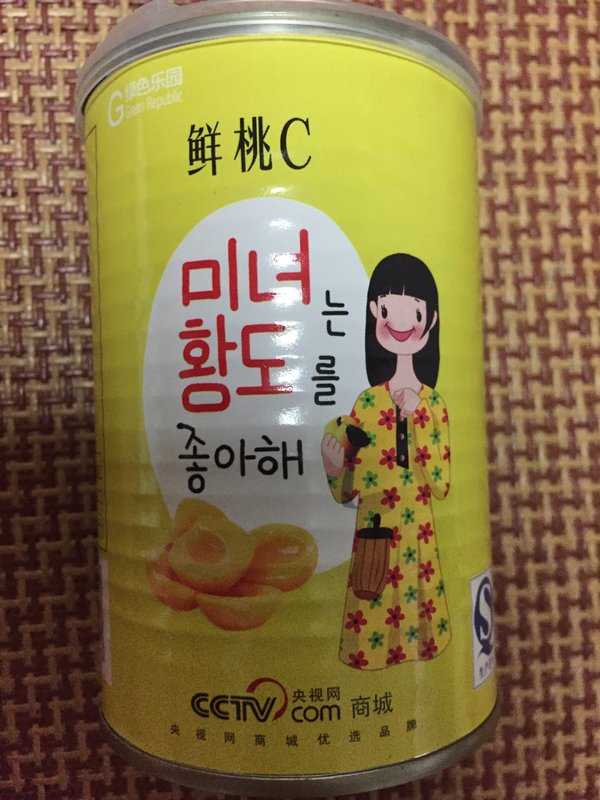 绿色乐园
Green Republic
鲜桃C
미녀는
황도를
좋아해
CCTV 央视网
com 商城
央视网商城优选品牌